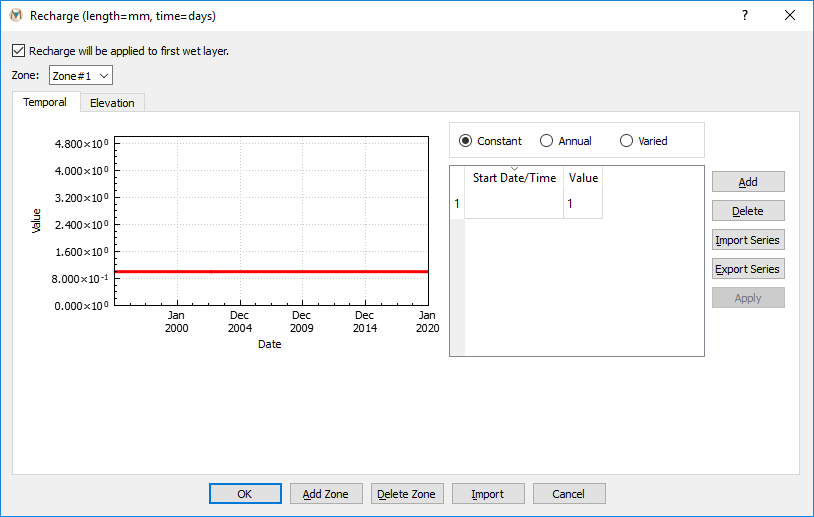 Recharge (length=mm, time=days)
Recharge will be applied to first wet layer.
Zone: Zone#1
Temporal Elevation
Constant Annual Varied
Start Date/Time Value
1 1
Add
Delete
Import Series
Export Series
Apply
Value
4.800×10⁰
4.000×10⁰
3.200×10⁰
2.400×10⁰
1.600×10⁰
8.000×10⁻¹
0.000×10⁰
Jan 2000
Dec 2004
Dec 2009
Dec 2014
Jan 2020
Date
OK Add Zone Delete Zone Import Cancel